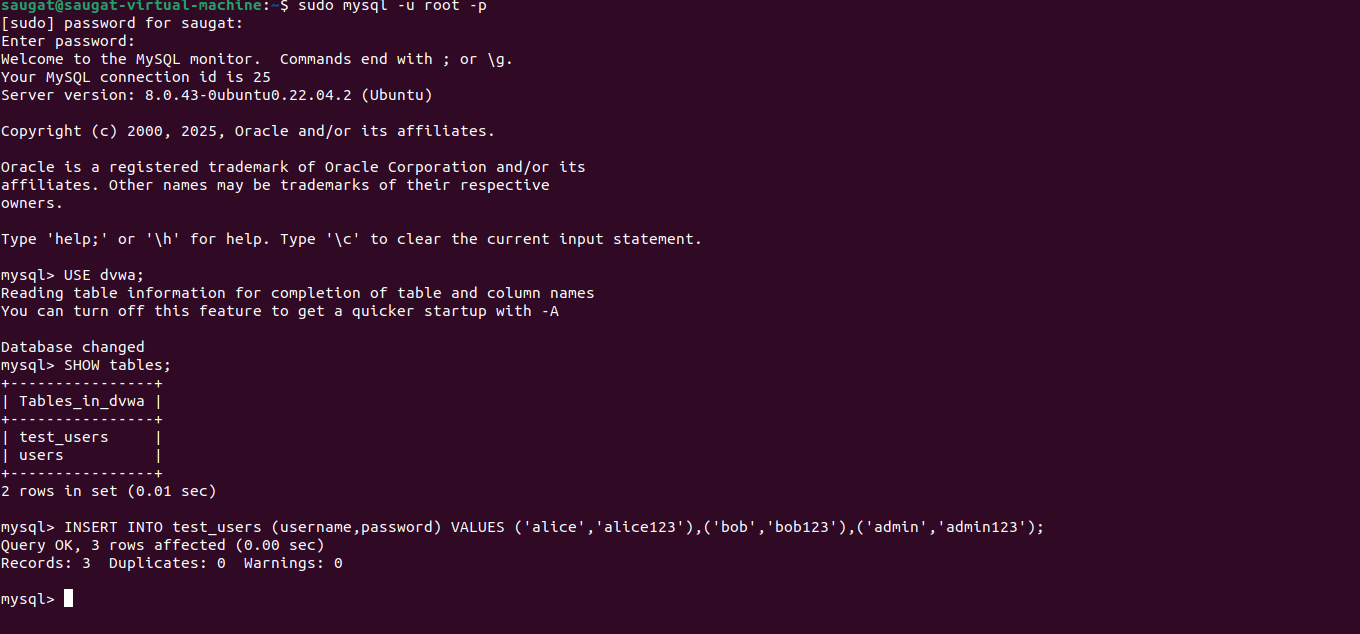 saugat@saugat-virtual-machine:~$ sudo mysql -u root -p
[sudo] password for saugat:
Enter password:
Welcome to the MySQL monitor.  Commands end with ; or \g.
Your MySQL connection id is 25
Server version: 8.0.43-0ubuntu0.22.04.2 (Ubuntu)

Copyright (c) 2000, 2025, Oracle and/or its affiliates.

Oracle is a registered trademark of Oracle Corporation and/or its
affiliates. Other names may be trademarks of their respective
owners.

Type 'help;' or '\h' for help. Type '\c' to clear the current input statement.

mysql> USE dvwa;
Reading table information for completion of table and column names
You can turn off this feature to get a quicker startup with -A

Database changed
mysql> SHOW tables;
+----------------+
| Tables_in_dvwa |
+----------------+
| test_users     |
| users          |
+----------------+
2 rows in set (0.01 sec)

mysql> INSERT INTO test_users (username,password) VALUES ('alice','alice123'),('bob','bob123'),('admin','admin123');
Query OK, 3 rows affected (0.00 sec)
Records: 3  Duplicates: 0  Warnings: 0

mysql>